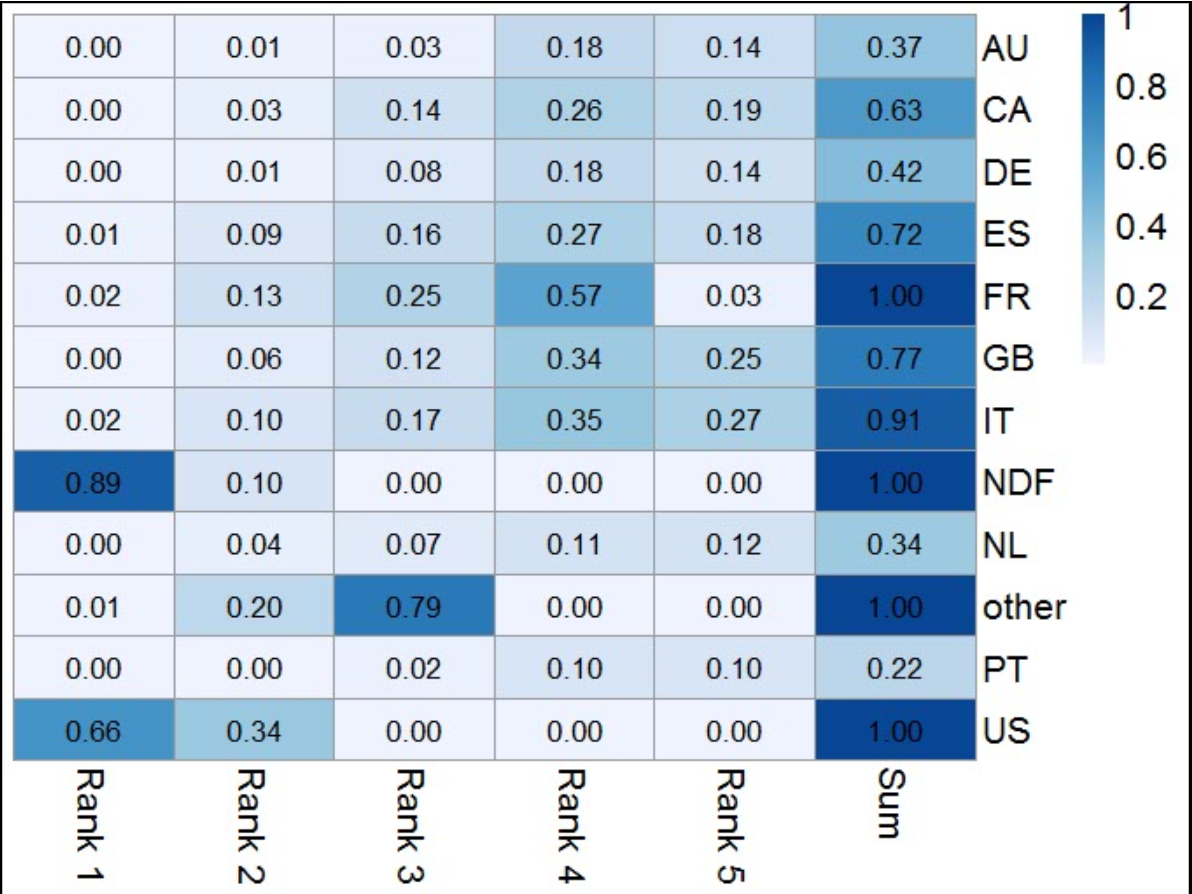 0.00 0.01 0.03 0.18 0.14 0.37 AU
0.00 0.03 0.14 0.26 0.19 0.63 CA
0.00 0.01 0.08 0.18 0.14 0.42 DE
0.01 0.09 0.16 0.27 0.18 0.72 ES
0.02 0.13 0.25 0.57 0.03 1.00 FR
0.00 0.06 0.12 0.34 0.25 0.77 GB
0.02 0.10 0.17 0.35 0.27 0.91 IT
0.89 0.10 0.00 0.00 0.00 1.00 NDF
0.00 0.04 0.07 0.11 0.12 0.34 NL
0.01 0.20 0.79 0.00 0.00 1.00 other
0.00 0.00 0.02 0.10 0.10 0.22 PT
0.66 0.34 0.00 0.00 0.00 1.00 US
Rank 1
Rank 2
Rank 3
Rank 4
Rank 5
Sum
1
0.8
0.6
0.4
0.2